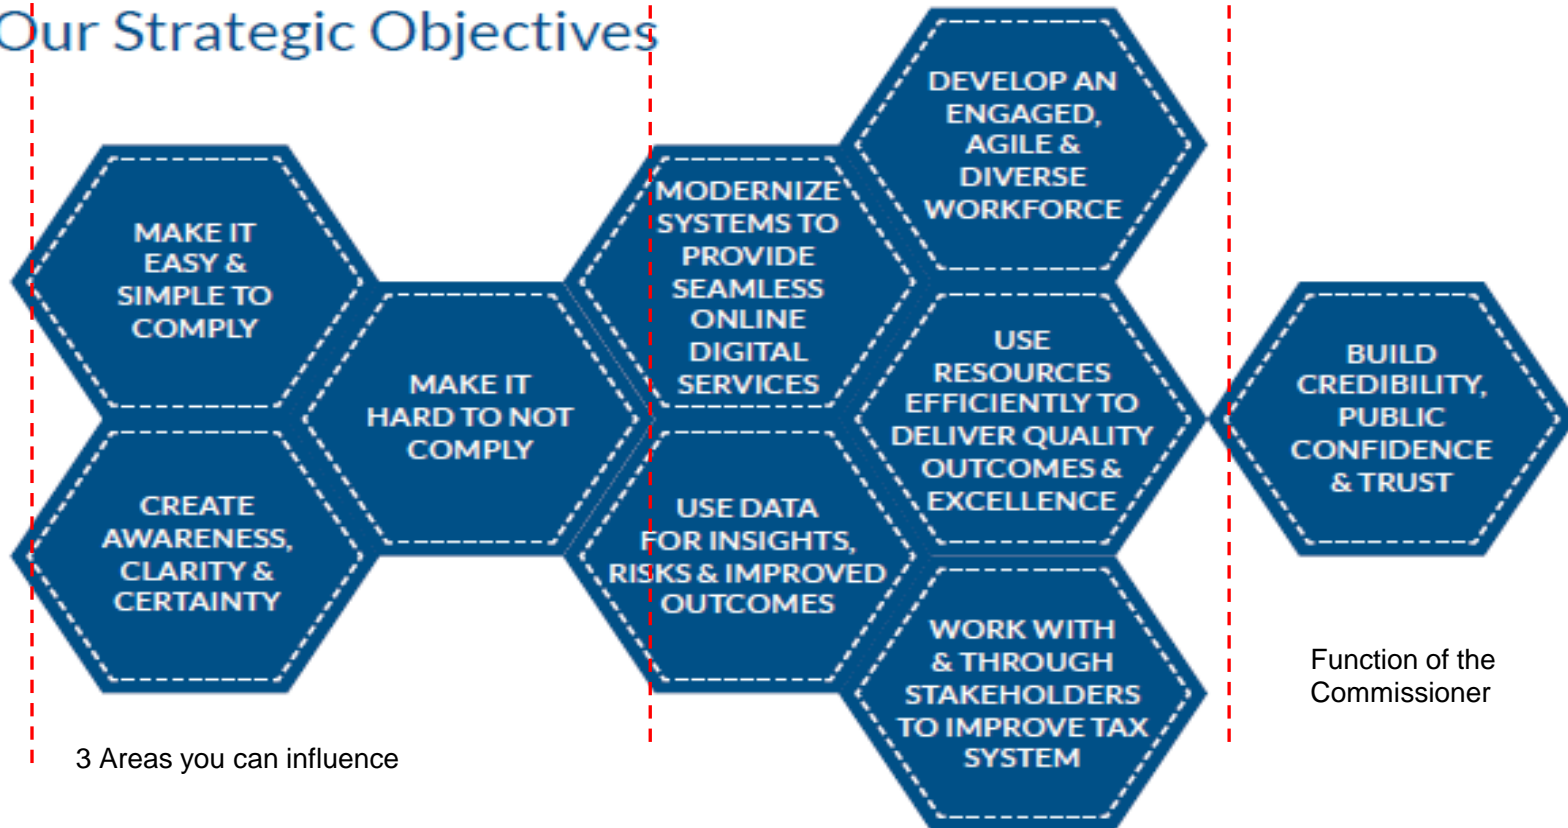 Our Strategic Objectives
MAKE IT
EASY &
SIMPLE TO
COMPLY
CREATE
AWARENESS,
CLARITY &
CERTAINTY
MAKE IT
HARD TO NOT
COMPLY
MODERNIZE
SYSTEMS TO
PROVIDE
SEAMLESS
ONLINE
DIGITAL
SERVICES
USE DATA
FOR INSIGHTS,
RISKS & IMPROVED
OUTCOMES
DEVELOP AN
ENGAGED,
AGILE &
DIVERSE
WORKFORCE
USE
RESOURCES
EFFICIENTLY TO
DELIVER QUALITY
OUTCOMES &
EXCELLENCE
WORK WITH
& THROUGH
STAKEHOLDERS
TO IMPROVE TAX
SYSTEM
BUILD
CREDIBILITY,
PUBLIC
CONFIDENCE
& TRUST
3 Areas you can influence
Function of the
Commissioner